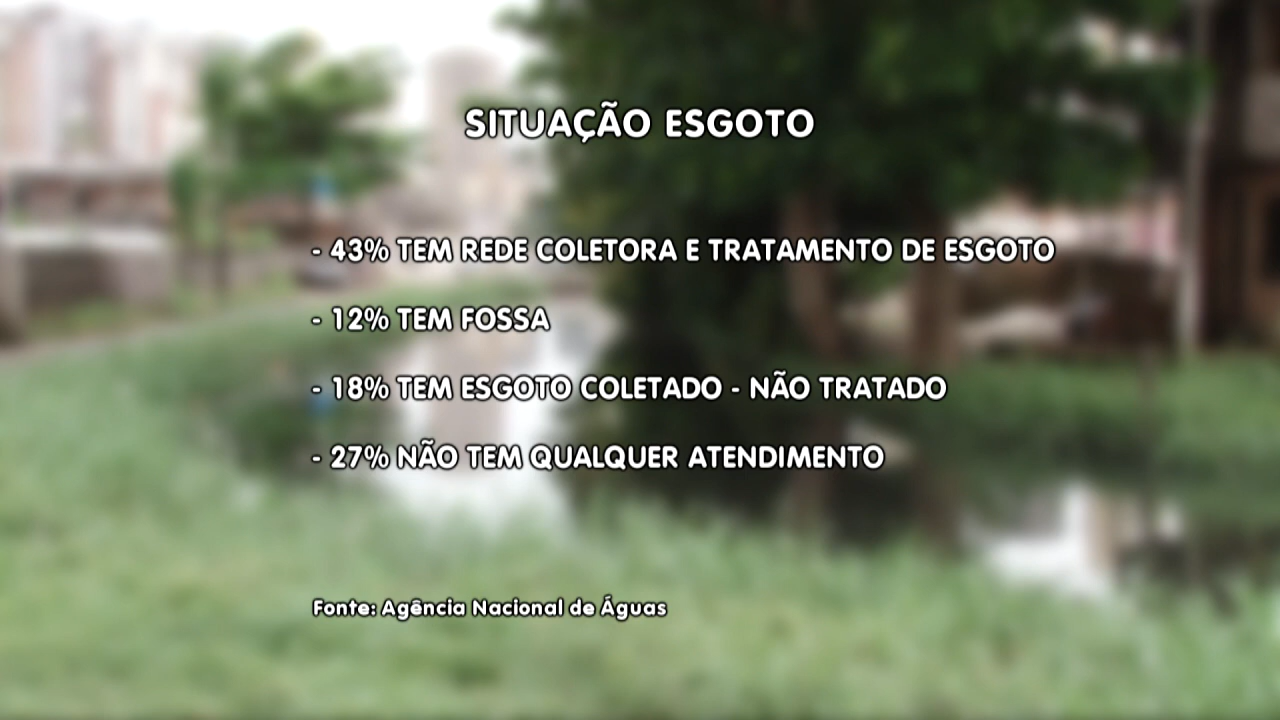 SITUAÇÃO ESGOTO
- 43% TEM REDE COLETORA E TRATAMENTO DE ESGOTO
- 12% TEM FOSSA
- 18% TEM ESGOTO COLETADO - NÃO TRATADO
- 27% NÃO TEM QUALQUER ATENDIMENTO
Fonte: Agência Nacional de Águas